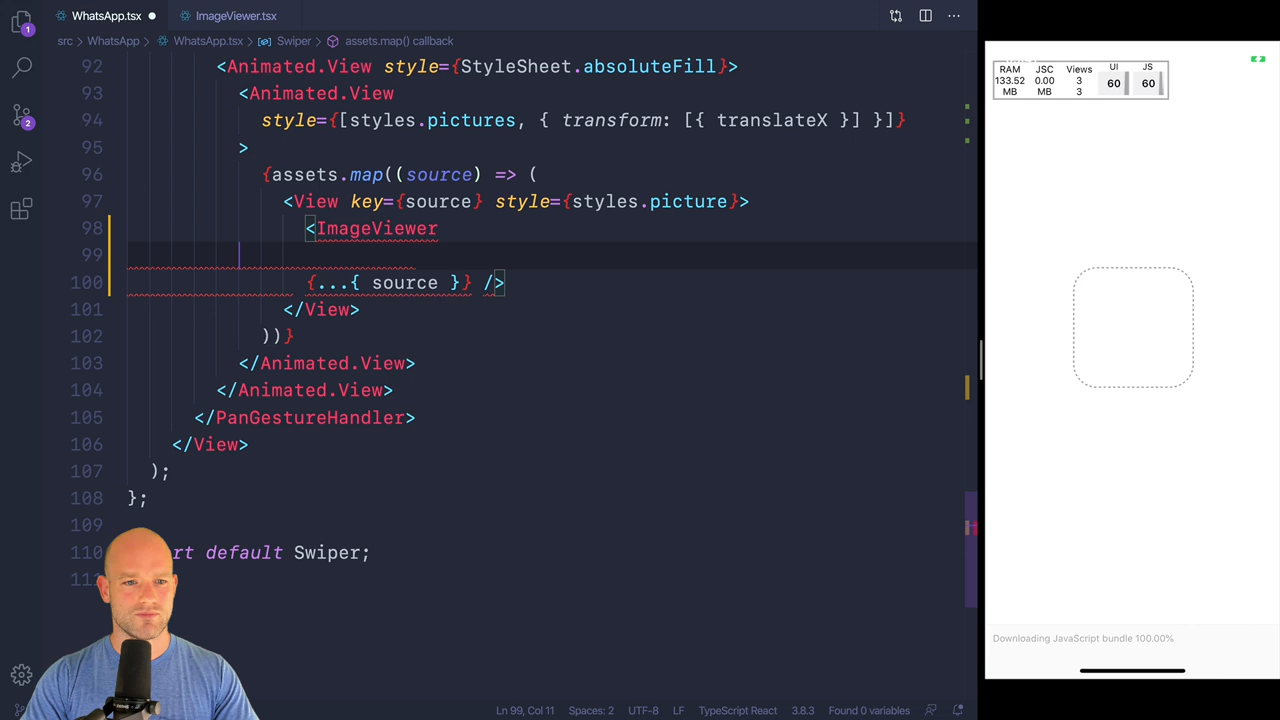 WhatsApp.tsx
ImageViewer.tsx
src > WhatsApp > WhatsApp.tsx > Swiper > assets.map() callback
92 <Animated.View style={StyleSheet.absoluteFill}>
93 <Animated.View
94 style={[styles.pictures, { transform: [{ translateX }] }]}
95 >
96 {assets.map((source) => (
97 <View key={source} style={styles.picture}>
98 <ImageViewer
99
100 {...{ source }} />
101 </View>
102 ))}
103 </Animated.View>
104 </Animated.View>
105 </PanGestureHandler>
106 </View>
107 );
108 };
109
110 rt default Swiper;
111
1
2
Ln 99, Col 11 Spaces: 2 UTF-8 LF TypeScript React 3.8.3 Found 0 variables
RAM JSC Views UI JS
133.52 0.00 3 60 60
MB MB 3
Downloading JavaScript bundle 100.00%